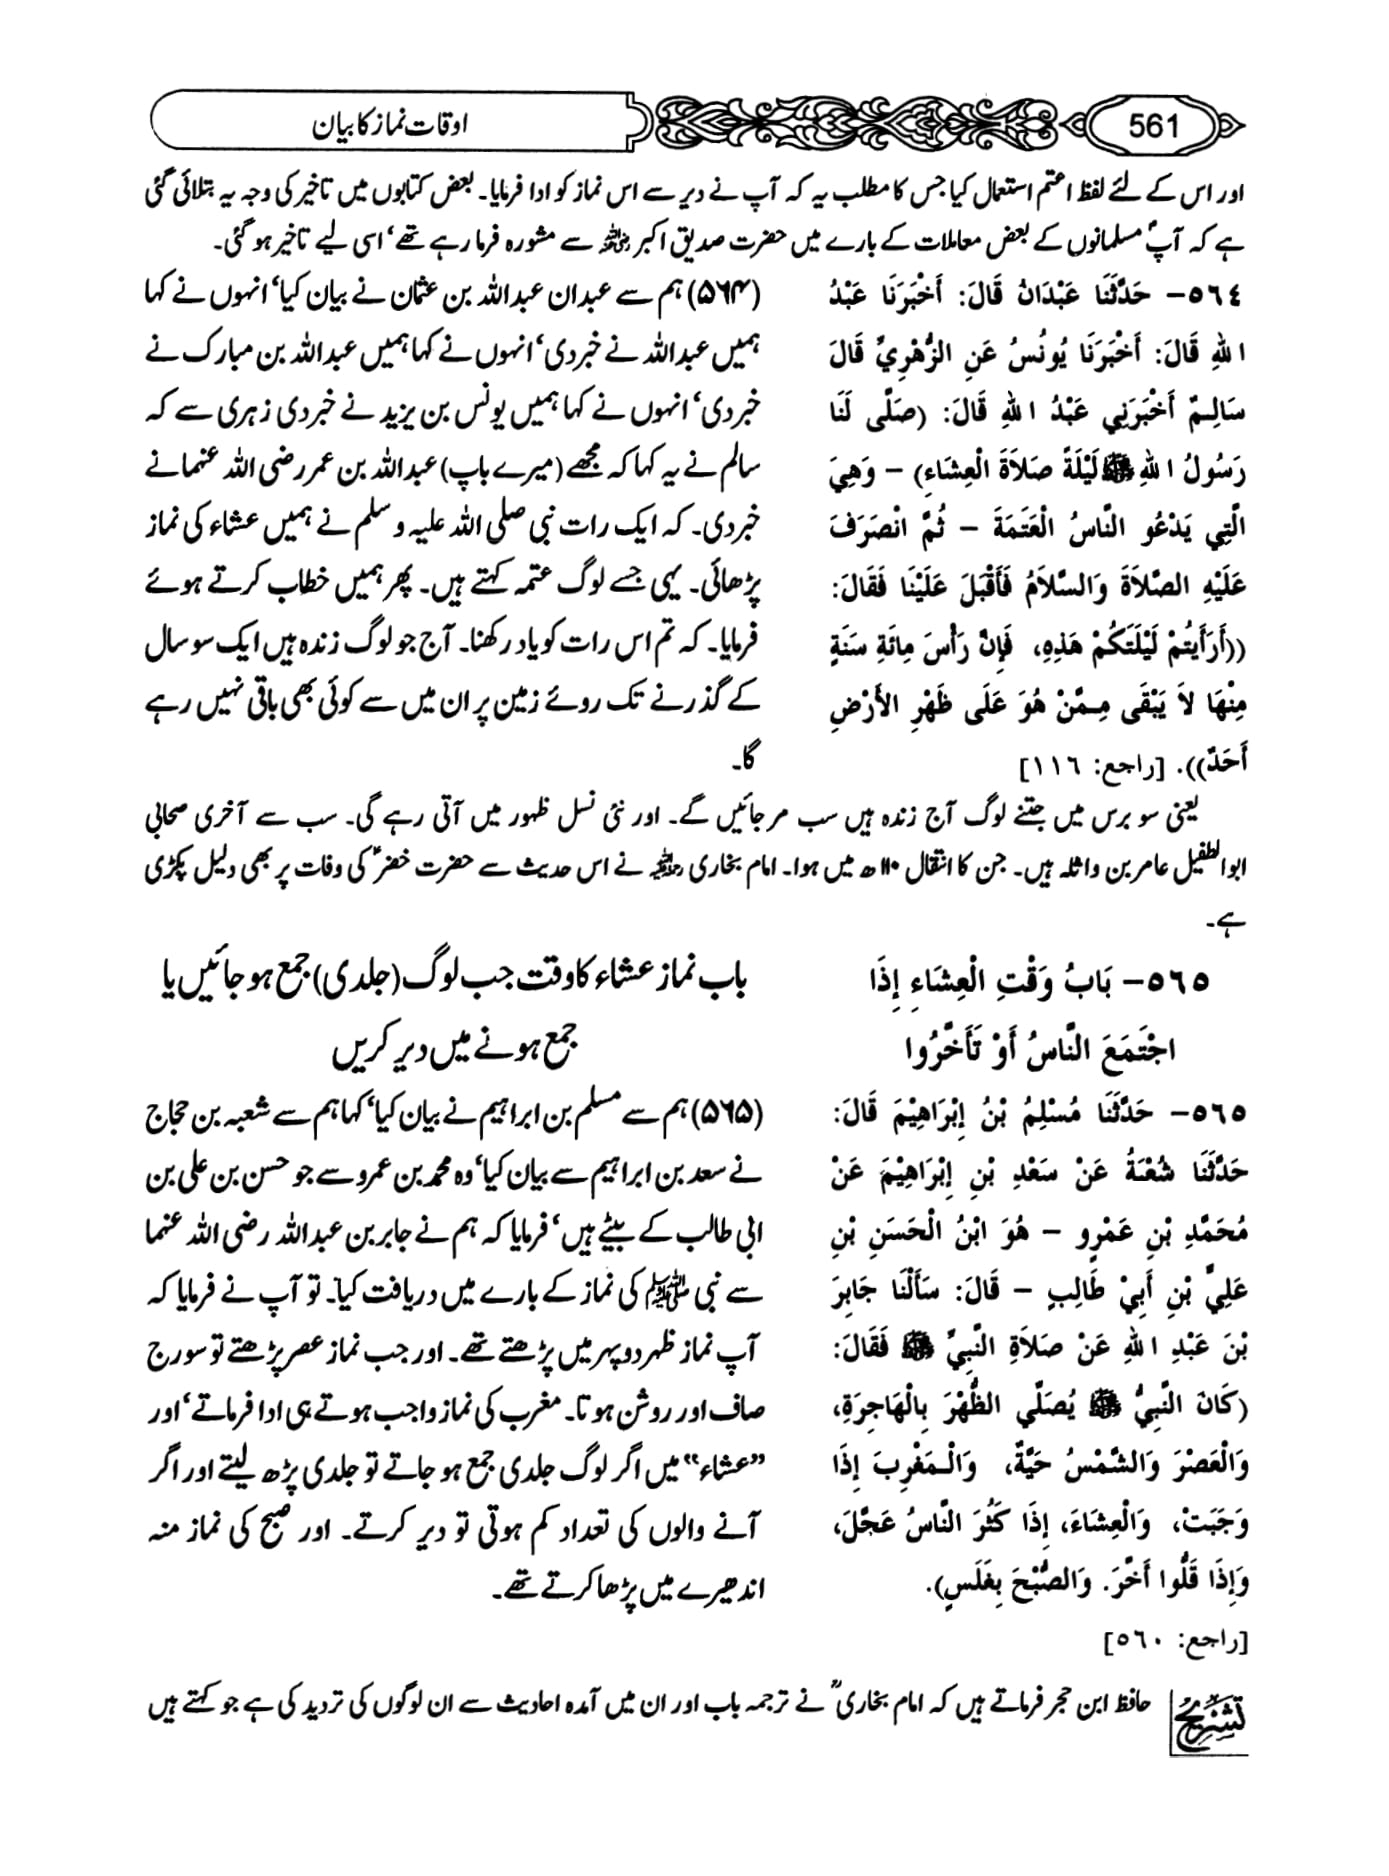 561
اوقات نماز کا بیان
اور اس کے لئے لفظ اعتم استعمال کیا جس کا مطلب یہ کہ آپ نے دیر سے اس نماز کو ادا فرمایا۔ بعض کتابوں میں تاخیر کی وجہ یہ بتلائی گئی
ہے کہ آپؐ مسلمانوں کے بعض معاملات کے بارے میں حضرت صدیق اکبر رضی اللہ عنہ سے مشورہ فرما رہے تھے‘ اسی لیے تاخیر ہو گئی۔
٥٦٤- حَدَّثَنَا عَبْدَانُ قَالَ: أَخْبَرَنَا عَبْدُ
اللهِ قَالَ: أَخْبَرَنَا يُونُسُ عَنِ الزُّهْرِيِّ قَالَ
سَالِمٌ أَخْبَرَنِي عَبْدُ اللهِ قَالَ: (صَلَّى لَنَا
رَسُولُ اللهِ ﷺ لَيْلَةً صَلاَةَ الْعِشَاءِ) - وَهِيَ
الَّتِي يَدْعُو النَّاسُ الْعَتَمَةَ - ثُمَّ انْصَرَفَ
عَلَيْهِ الصَّلاَةَ وَالسَّلاَمُ فَأَقْبَلَ عَلَيْنَا فَقَالَ:
((أَرَأَيْتُمْ لَيْلَتَكُمْ هَذِهِ، فَإِنَّ رَأْسَ مِائَةِ سَنَةٍ
مِنْهَا لاَ يَبْقَى مِمَّنْ هُوَ عَلَى ظَهْرِ الأَرْضِ
أَحَدٌ)). [راجع: ١١٦]
(۵۶۴) ہم سے عبدان عبداللہ بن عثمان نے بیان کیا‘ انہوں نے کہا
ہمیں عبداللہ نے خبر دی‘ انہوں نے کہا ہمیں عبداللہ بن مبارک نے
خبر دی‘ انہوں نے کہا ہمیں یونس بن یزید نے خبر دی زہری سے کہ
سالم نے یہ کہا کہ مجھے (میرے باپ) عبداللہ بن عمر رضی اللہ عنہما نے
خبر دی۔ کہ ایک رات نبی صلی اللہ علیہ و سلم نے ہمیں عشاء کی نماز
پڑھائی۔ یہی جسے لوگ عتمہ کہتے ہیں۔ پھر ہمیں خطاب کرتے ہوئے
فرمایا۔ کہ تم اس رات کو یاد رکھنا۔ آج جو لوگ زندہ ہیں ایک سو سال
کے گذرنے تک روئے زمین پر ان میں سے کوئی بھی باقی نہیں رہے
گا۔
یعنی سو برس میں جتنے لوگ آج زندہ ہیں سب مر جائیں گے۔ اور نئی نسل ظہور میں آتی رہے گی۔ سب سے آخری صحابی
ابوالطفیل عامر بن واثلہ ہیں۔ جن کا انتقال ۱۱۰ھ میں ہوا۔ امام بخاری رحمہ اللہ نے اس حدیث سے حضرت خضرؑ کی وفات پر بھی دلیل پکڑی
ہے۔
٥٦٥- بَابُ وَقْتِ الْعِشَاءِ إِذَا
اجْتَمَعَ النَّاسُ أَوْ تَأَخَّرُوا
باب نماز عشاء کا وقت جب لوگ (جلدی) جمع ہو جائیں یا
جمع ہونے میں دیر کریں
٥٦٥- حَدَّثَنَا مُسْلِمُ بْنُ إِبْرَاهِيْمَ قَالَ:
حَدَّثَنَا شُعْبَةُ عَنْ سَعْدِ بْنِ إِبْرَاهِيْمَ عَنْ
مُحَمَّدِ بْنِ عَمْرٍو - هُوَ ابْنُ الْحَسَنِ بْنِ
عَلِيِّ بْنِ أَبِيْ طَالِبٍ - قَالَ: سَأَلْنَا جَابِرَ
بْنَ عَبْدِ اللهِ عَنْ صَلاَةِ النَّبِيِّ ﷺ فَقَالَ:
(كَانَ النَّبِيُّ ﷺ يُصَلِّي الظُّهْرَ بِالْهَاجِرَةِ،
وَالْعَصْرَ وَالشَّمْسُ حَيَّةٌ، وَالْمَغْرِبَ إِذَا
وَجَبَتْ، وَالْعِشَاءَ، إِذَا كَثُرَ النَّاسُ عَجَّلَ،
وَإِذَا قَلُّوا أَخَّرَ. وَالصُّبْحَ بِغَلَسٍ).
[راجع: ٥٦٠]
(۵۶۵) ہم سے مسلم بن ابراہیم نے بیان کیا‘ کہا ہم سے شعبہ بن حجاج
نے سعد بن ابراہیم سے بیان کیا‘ وہ محمد بن عمرو سے جو حسن بن علی بن
ابی طالب کے بیٹے ہیں‘ فرمایا کہ ہم نے جابر بن عبداللہ رضی اللہ عنہما
سے نبی ﷺ کی نماز کے بارے میں دریافت کیا۔ تو آپ نے فرمایا کہ
آپ نماز ظہر دوپہر میں پڑھتے تھے۔ اور جب نماز عصر پڑھتے تو سورج
صاف اور روشن ہوتا۔ مغرب کی نماز واجب ہوتے ہی ادا فرماتے‘ اور
”عشاء“ میں اگر لوگ جلدی جمع ہو جاتے تو جلدی پڑھ لیتے اور اگر
آنے والوں کی تعداد کم ہوتی تو دیر کرتے۔ اور صبح کی نماز منہ
اندھیرے میں پڑھا کرتے تھے۔
تشریح حافظ ابن حجر فرماتے ہیں کہ امام بخاریؒ نے ترجمہ باب اور ان میں آمدہ احادیث سے ان لوگوں کی تردید کی ہے جو کہتے ہیں